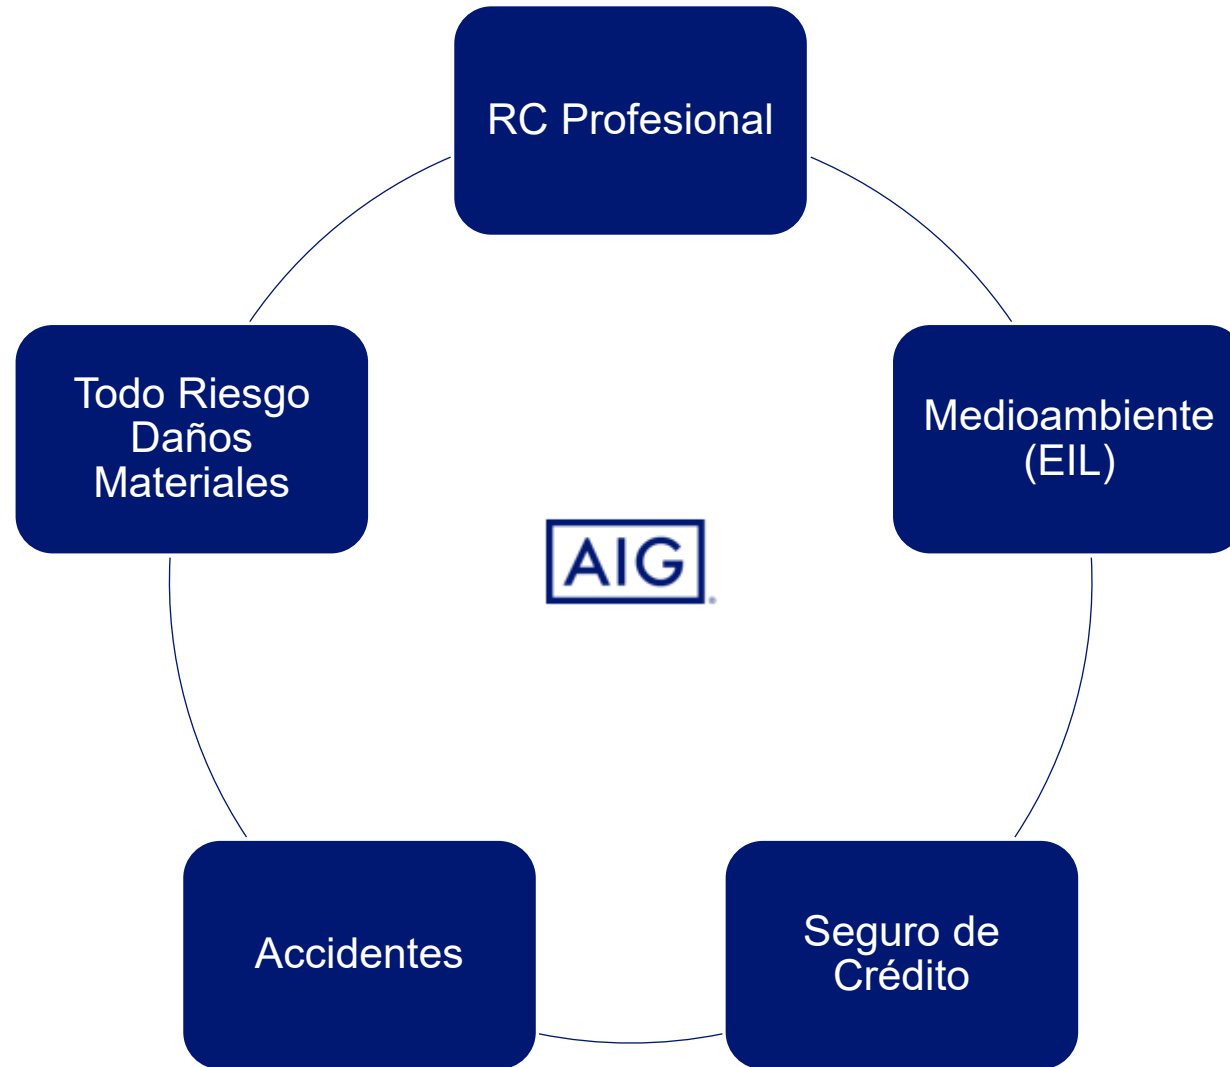 RC Profesional
Todo Riesgo
Daños
Materiales
Medioambiente
(EIL)
AIG
Accidentes
Seguro de
Crédito